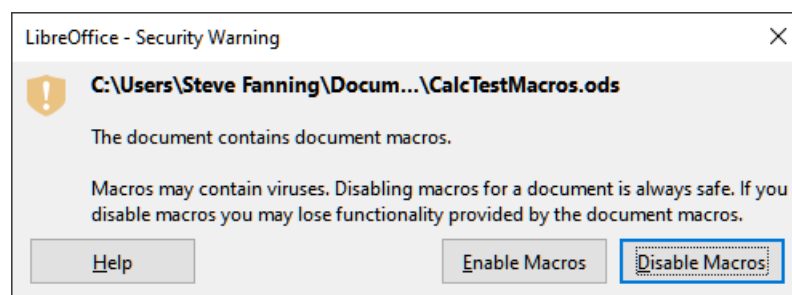 LibreOffice - Security Warning
C:\Users\Steve Fanning\Docum...\CalcTestMacros.ods
The document contains document macros.
Macros may contain viruses. Disabling macros for a document is always safe. If you
disable macros you may lose functionality provided by the document macros.
Help Enable Macros Disable Macros